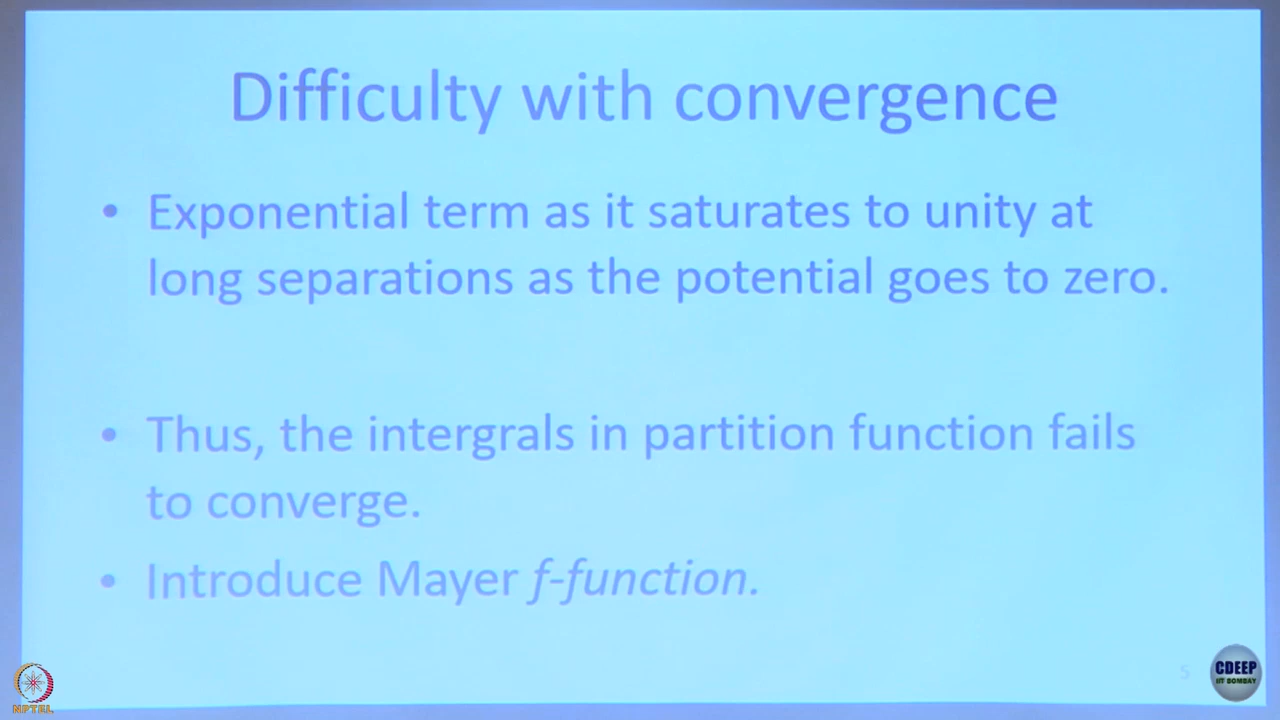 Difficulty with convergence
• Exponential term as it saturates to unity at
long separations as the potential goes to zero.
• Thus, the intergrals in partition function fails
to converge.
• Introduce Mayer f-function.
5
NPTEL
CDEEP
IIT BOMBAY